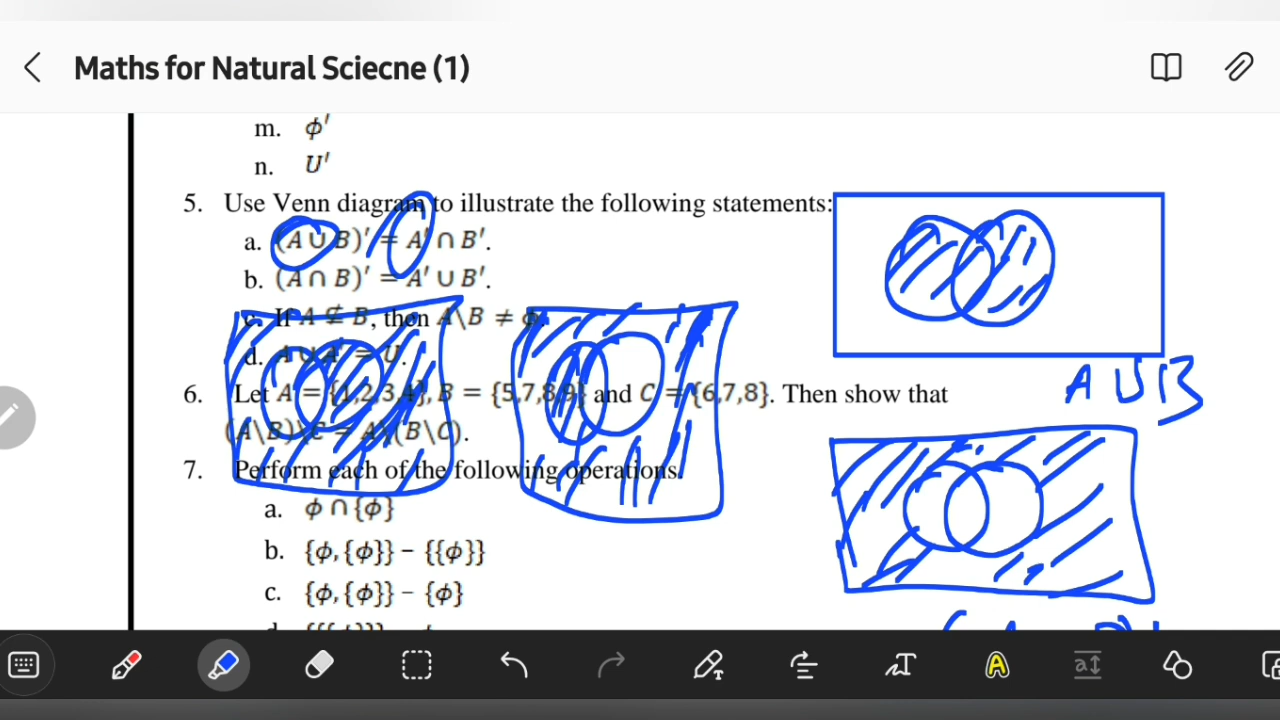 Maths for Natural Sciecne (1)
m. ϕ′
n. U′
5. Use Venn diagram to illustrate the following statements:
a. (A ∪ B)′ = A′ ∩ B′.
b. (A ∩ B)′ = A′ ∪ B′.
c. If A ⊈ B, then A\B ≠ ϕ.
d. A ∪ A′ = U.
A U B
6. Let A = {1,2,3,4}, B = {5,7,8,9} and C = {6,7,8}. Then show that
(A\B)\C = A\(B\C).
7. Perform each of the following operations.
a. ϕ ∩ {ϕ}
b. {ϕ, {ϕ}} − {{ϕ}}
c. {ϕ, {ϕ}} − {ϕ}